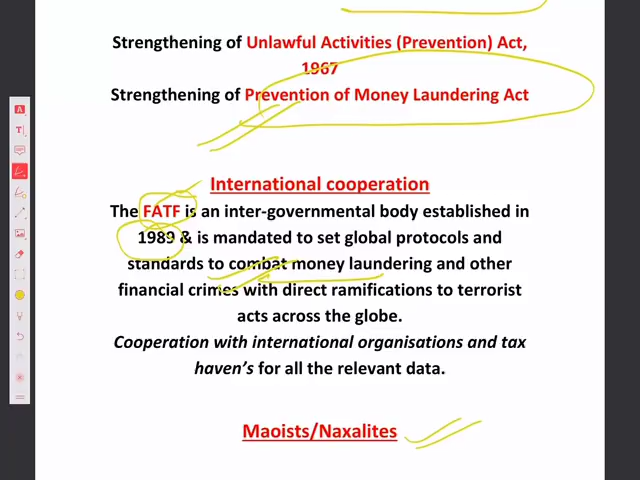 Strengthening of Unlawful Activities (Prevention) Act,
1967
Strengthening of Prevention of Money Laundering Act
International cooperation
The FATF is an inter-governmental body established in
1989 & is mandated to set global protocols and
standards to combat money laundering and other
financial crimes with direct ramifications to terrorist
acts across the globe.
Cooperation with international organisations and tax
haven's for all the relevant data.
Maoists/Naxalites